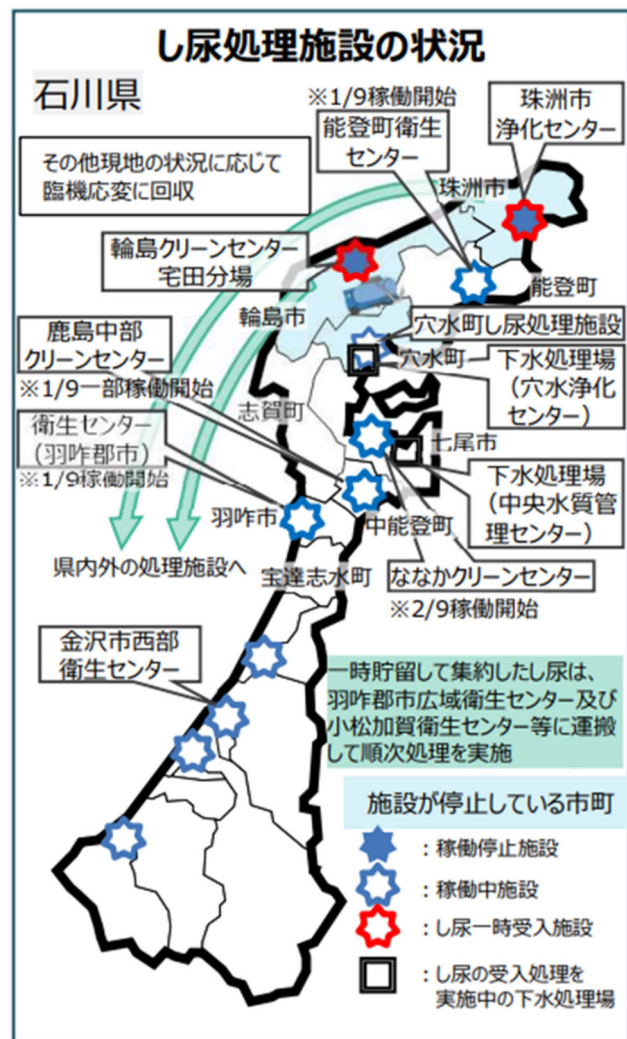 し尿処理施設の状況
石川県
※1/9稼働開始
能登町衛生
センター
珠洲市
浄化センター
その他現地の状況に応じて
臨機応変に回収
珠洲市
輪島クリーンセンター
宅田分場
能登町
輪島市
穴水町し尿処理施設
鹿島中部
クリーンセンター
※1/9一部稼働開始
穴水町
下水処理場
（穴水浄化
センター）
志賀町
衛生センター
（羽咋郡市）
※1/9稼働開始
七尾市
下水処理場
（中央水質管
理センター）
羽咋市
中能登町
県内外の処理施設へ
宝達志水町
ななかクリーンセンター
※2/9稼働開始
金沢市西部
衛生センター
一時貯留して集約したし尿は、
羽咋郡市広域衛生センター及び
小松加賀衛生センター等に運搬
して順次処理を実施
施設が停止している市町
：稼働停止施設
：稼働中施設
：し尿一時受入施設
：し尿の受入処理を
実施中の下水処理場